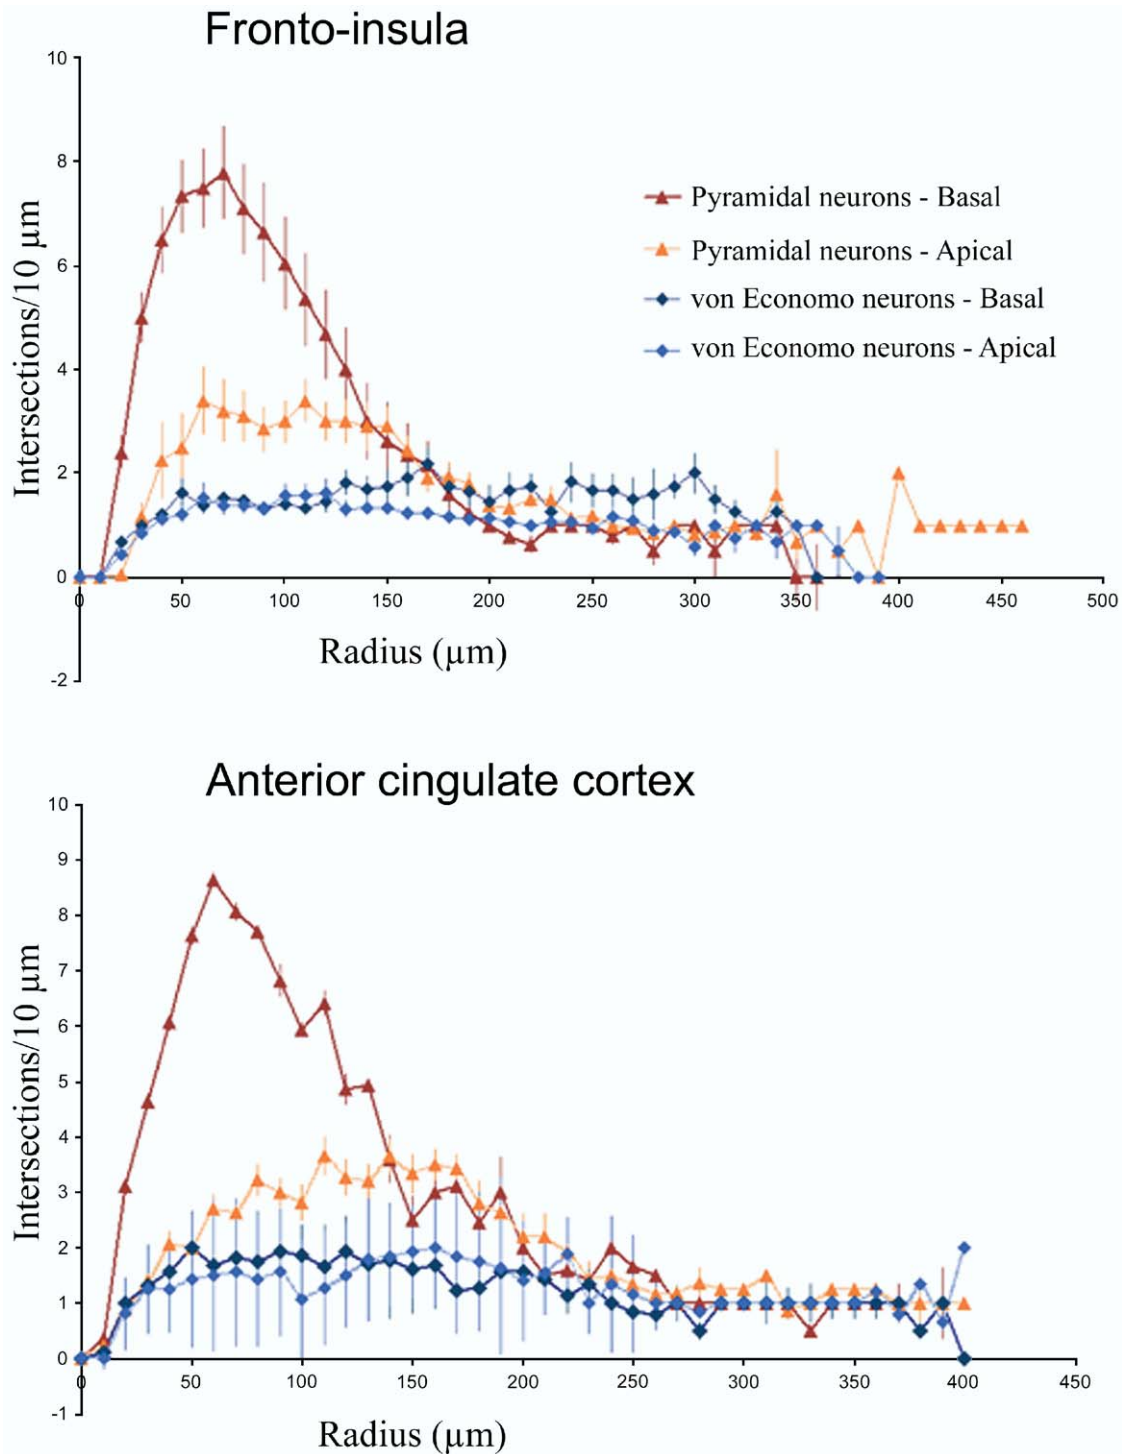 Fronto-insula
10
8
6
4
2
0
-2
Intersections/10 µm
Pyramidal neurons - Basal
Pyramidal neurons - Apical
von Economo neurons - Basal
von Economo neurons - Apical
0 50 100 150 200 250 300 350 400 450 500
Radius (µm)
Anterior cingulate cortex
10
9
8
7
6
5
4
3
2
1
0
-1
Intersections/10 µm
0 50 100 150 200 250 300 350 400 450
Radius (µm)